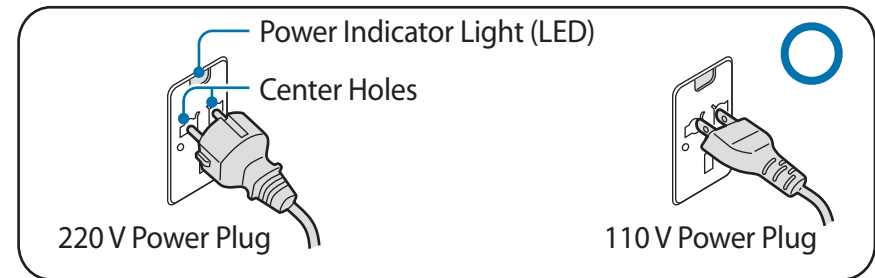 Power Indicator Light (LED)
Center Holes
220 V Power Plug
110 V Power Plug